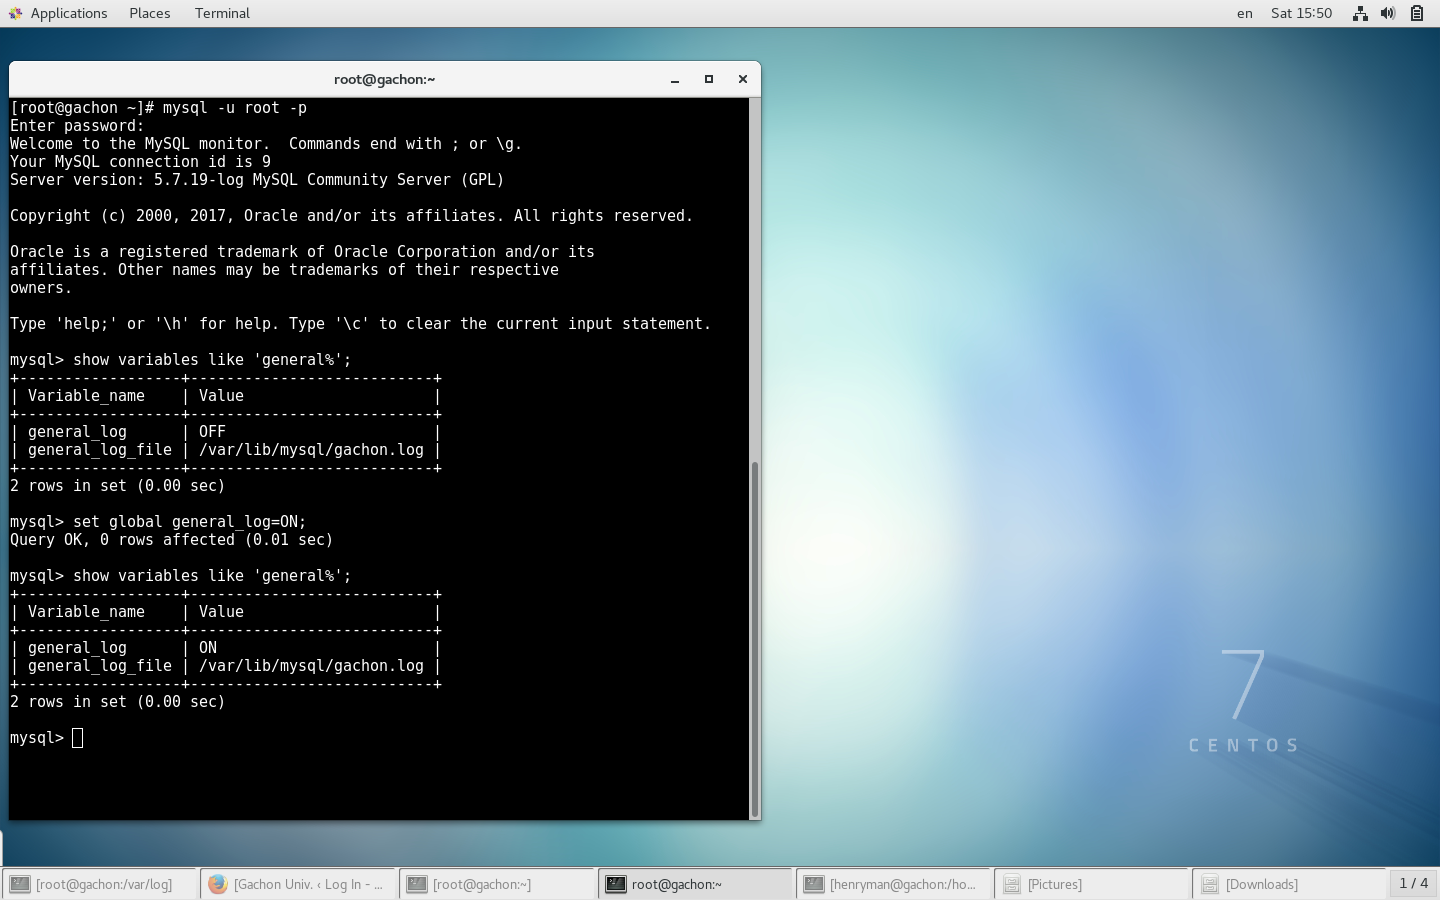 Applications Places Terminal en Sat 15:50
root@gachon:~
[root@gachon ~]# mysql -u root -p
Enter password:
Welcome to the MySQL monitor.  Commands end with ; or \g.
Your MySQL connection id is 9
Server version: 5.7.19-log MySQL Community Server (GPL)
Copyright (c) 2000, 2017, Oracle and/or its affiliates. All rights reserved.
Oracle is a registered trademark of Oracle Corporation and/or its
affiliates. Other names may be trademarks of their respective
owners.
Type 'help;' or '\h' for help. Type '\c' to clear the current input statement.
mysql> show variables like 'general%';
+------------------+---------------------------+
| Variable_name    | Value                     |
+------------------+---------------------------+
| general_log      | OFF                       |
| general_log_file | /var/lib/mysql/gachon.log |
+------------------+---------------------------+
2 rows in set (0.00 sec)
mysql> set global general_log=ON;
Query OK, 0 rows affected (0.01 sec)
mysql> show variables like 'general%';
+------------------+---------------------------+
| Variable_name    | Value                     |
+------------------+---------------------------+
| general_log      | ON                        |
| general_log_file | /var/lib/mysql/gachon.log |
+------------------+---------------------------+
2 rows in set (0.00 sec)
mysql>
7
CENTOS
[root@gachon:/var/log] [Gachon Univ. ‹ Log In - ... [root@gachon:~] root@gachon:~ [henryman@gachon:/ho... [Pictures] [Downloads] 1 / 4